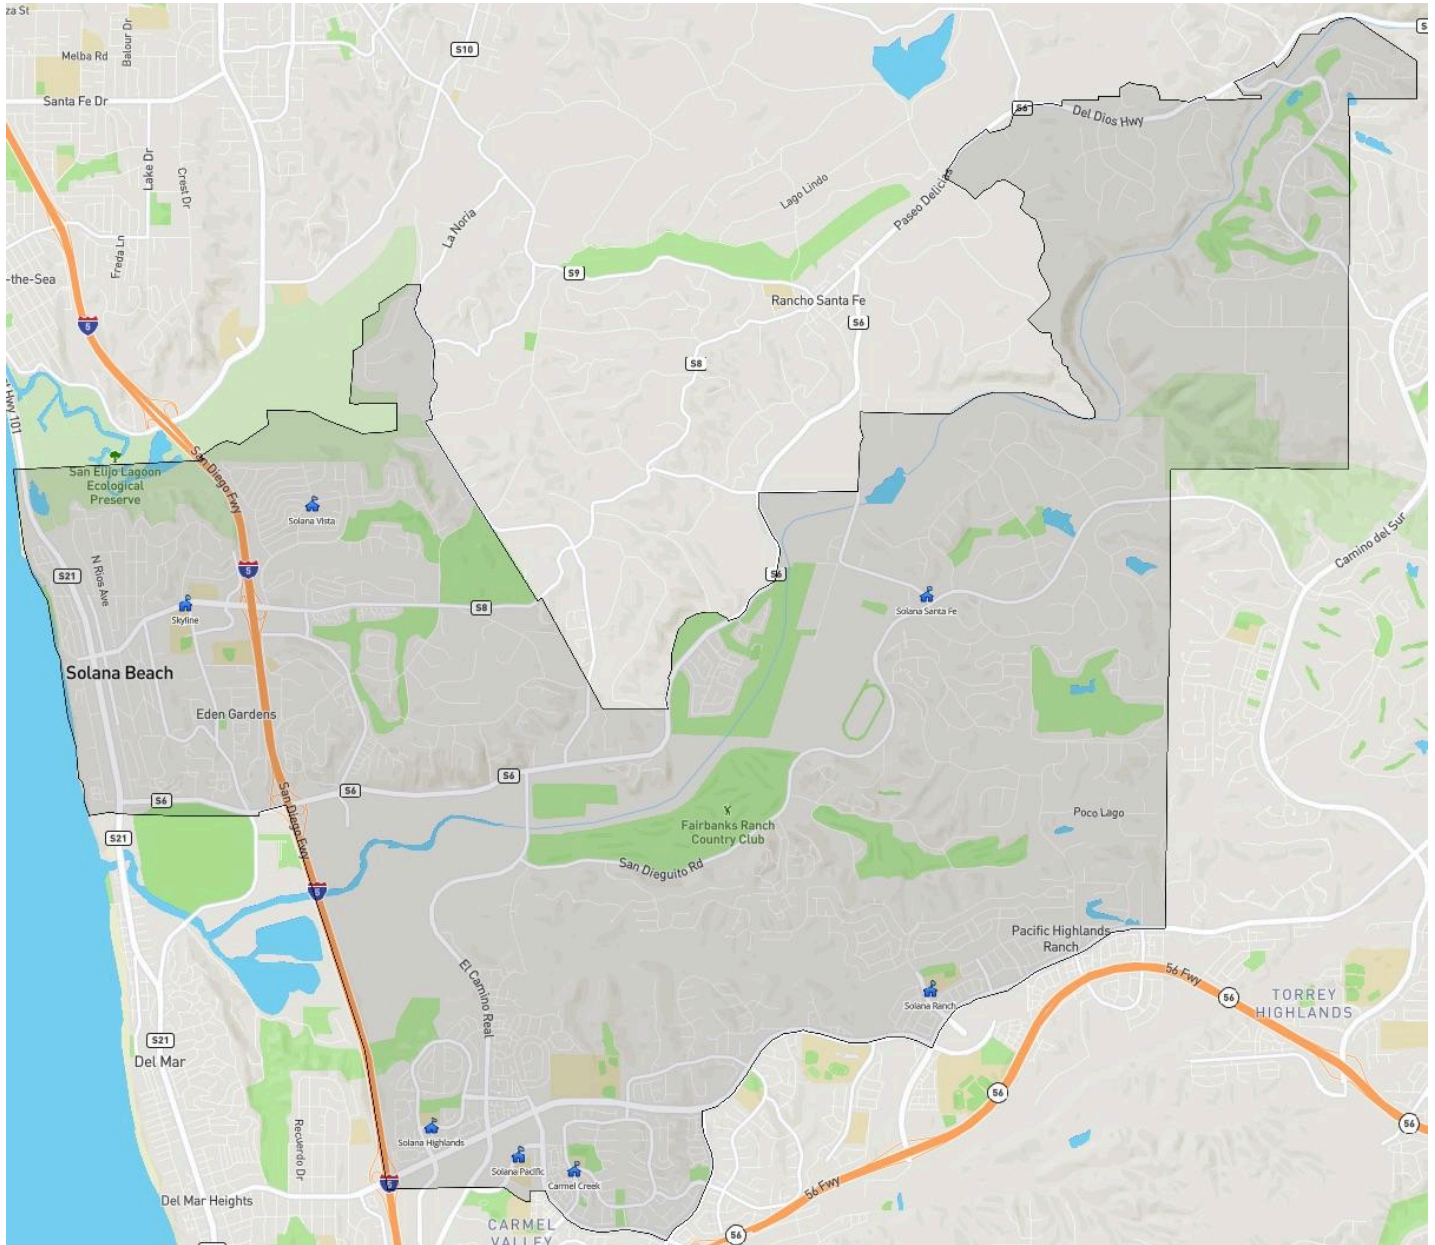 za St
Melba Rd
Balour Dr
S10
Santa Fe Dr
S6
Del Dios Hwy
Lake Dr
Crest Dr
Lago Lindo
Paseo Delicias
La Noria
Freda Ln
-the-Sea
S9
Rancho Santa Fe
5
S6
S8
Hwy 101
San Diego Fwy
San Elijo Lagoon
Ecological
Preserve
Solana Vista
Camino del Sur
N Rios Ave
S21
5
S6
S8
Skyline
Solana Santa Fe
Solana Beach
Eden Gardens
S6
S6
S6
San Diego Fwy
S21
Fairbanks Ranch
Country Club
Poco Lago
San Dieguito Rd
5
Pacific Highlands
Ranch
El Camino Real
56 Fwy
56
Solana Ranch
TORREY
HIGHLANDS
S21
Del Mar
56
56
Recuerdo Dr
Solana Highlands
Solana Pacific
Carmel Creek
5
Del Mar Heights
56 Fwy
CARMEL
VALLEY
56